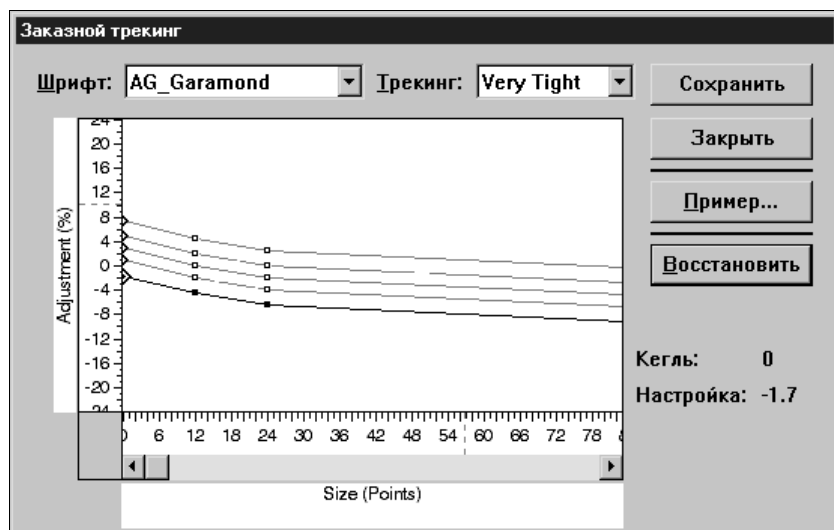 Заказной трекинг
Шрифт: AG_Garamond Трекинг: Very Tight
Сохранить
Закрыть
Пример...
Восстановить
Adjustment (%)
24
20
16
12
8
4
0
-4
-8
-12
-16
-20
24
Кегль: 0
Настройка: -1.7
0 6 12 18 24 30 36 42 48 54 60 66 72 78
Size (Points)